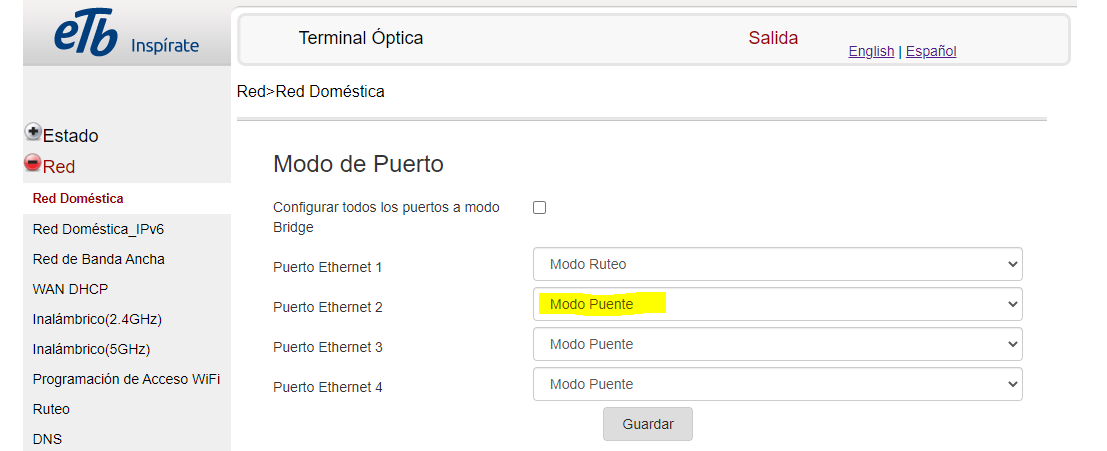 eTb Inspírate
Terminal Óptica
Salida
English | Español
Red>Red Doméstica
Estado
Red
Red Doméstica
Red Doméstica_IPv6
Red de Banda Ancha
WAN DHCP
Inalámbrico(2.4GHz)
Inalámbrico(5GHz)
Programación de Acceso WiFi
Ruteo
DNS
Modo de Puerto
Configurar todos los puertos a modo
Bridge
Puerto Ethernet 1 Modo Ruteo
Puerto Ethernet 2 Modo Puente
Puerto Ethernet 3 Modo Puente
Puerto Ethernet 4 Modo Puente
Guardar